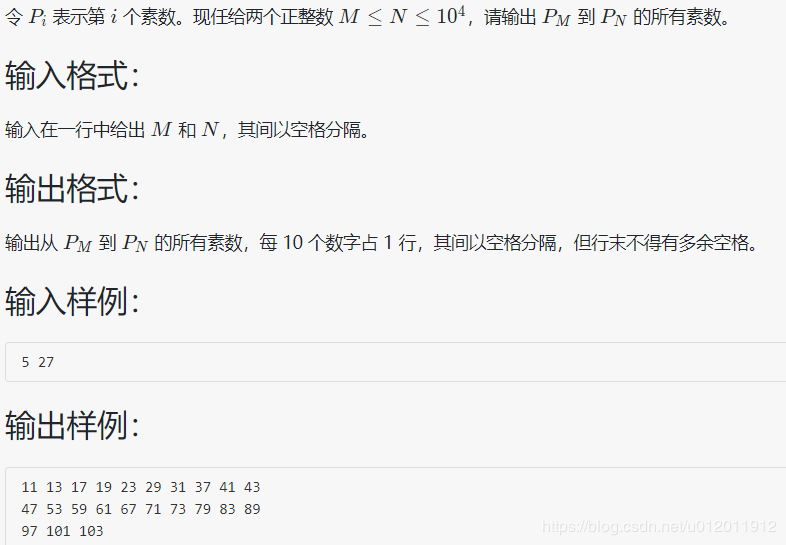 令 Pᵢ 表示第 i 个素数。现任给两个正整数 M ≤ N ≤ 10⁴，请输出 P_M 到 P_N 的所有素数。
输入格式：
输入在一行中给出 M 和 N，其间以空格分隔。
输出格式：
输出从 P_M 到 P_N 的所有素数，每 10 个数字占 1 行，其间以空格分隔，但行末不得有多余空格。
输入样例：
5 27
输出样例：
11 13 17 19 23 29 31 37 41 43
47 53 59 61 67 71 73 79 83 89
97 101 103
https://blog.csdn.net/u012011912